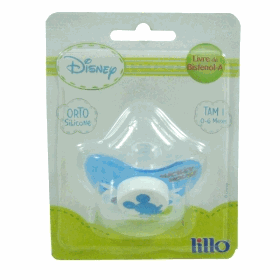 Disney
Livre de
Bisfenol-A
ORTO
Silicone
TAM 1
0-6 Meses
lillo